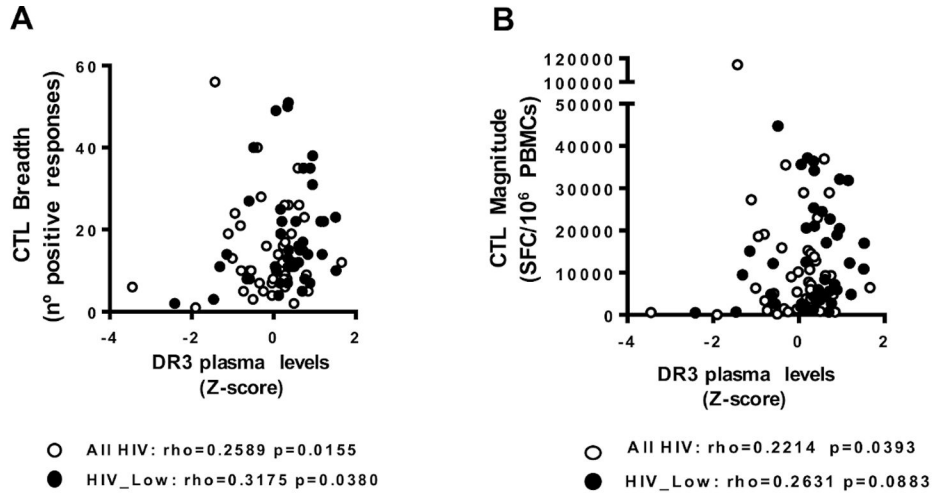 A
CTL Breadth
(nº positive responses)
60
40
20
0
-4
-2
0
2
DR3 plasma levels
(Z-score)
All HIV: rho=0.2589 p=0.0155
HIV_Low: rho=0.3175 p=0.0380
B
CTL Magnitude
(SFC/10⁶ PBMCs)
120000
100000
80000
50000
40000
30000
20000
10000
0
-4
-2
0
2
DR3 plasma levels
(Z-score)
All HIV: rho=0.2214 p=0.0393
HIV_Low: rho=0.2631 p=0.0883